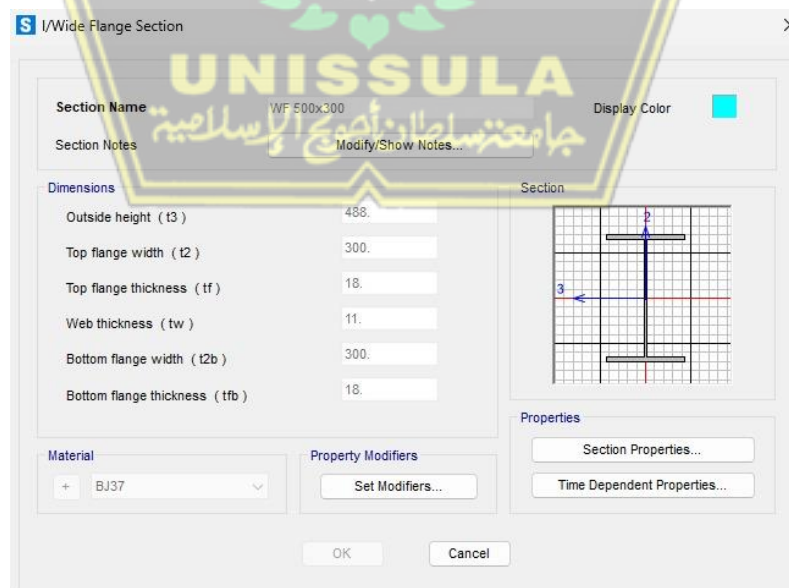 S I/Wide Flange Section
UNISSULA
جامعة سلطان أجونج الإسلامية
Section Name WF 500x300 Display Color
Section Notes Modify/Show Notes...
Dimensions
Outside height ( t3 ) 488.
Top flange width ( t2 ) 300.
Top flange thickness ( tf ) 18.
Web thickness ( tw ) 11.
Bottom flange width ( t2b ) 300.
Bottom flange thickness ( tfb ) 18.
Section
2
3
Properties
Section Properties...
Time Dependent Properties...
Material
+ BJ37
Property Modifiers
Set Modifiers...
OK Cancel